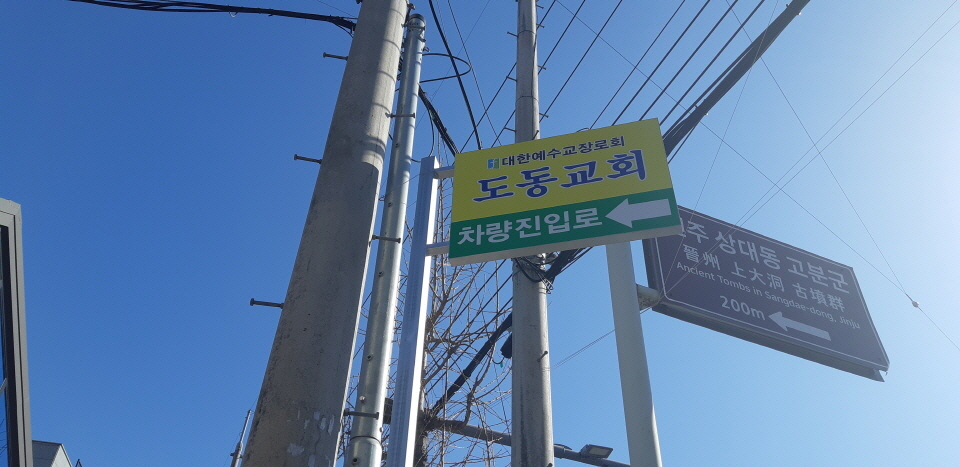 대한예수교장로회
도동교회
차량진입로
주 상대동 고분군
晉州 上大洞 古墳群
Ancient Tombs in Sangdae-dong, Jinju
200m